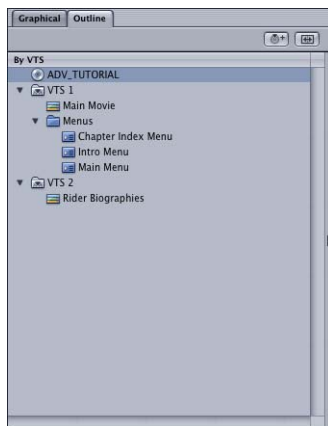 Graphical Outline
By VTS
ADV_TUTORIAL
VTS 1
Main Movie
Menus
Chapter Index Menu
Intro Menu
Main Menu
VTS 2
Rider Biographies